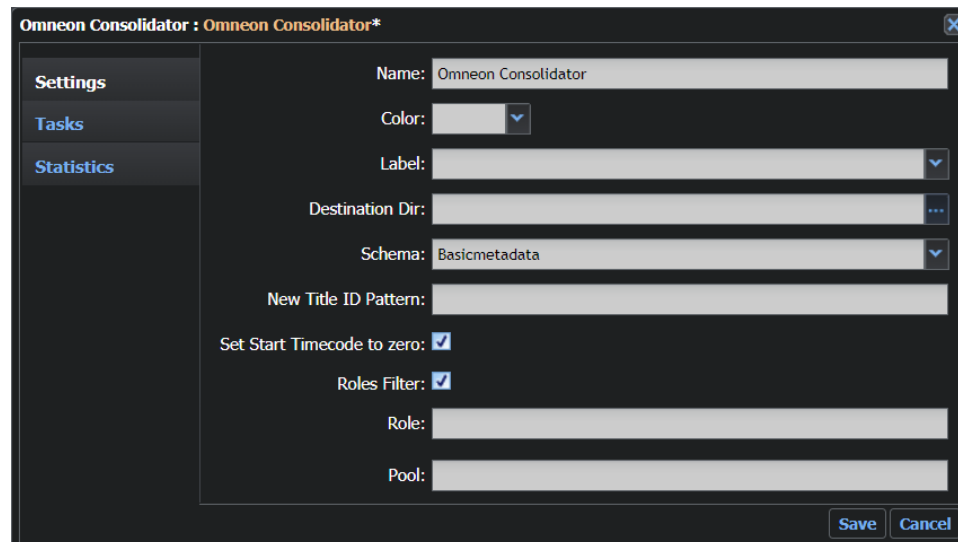 Omneon Consolidator : Omneon Consolidator*
Settings
Tasks
Statistics
Name: Omneon Consolidator
Color:
Label:
Destination Dir: ...
Schema: Basicmetadata
New Title ID Pattern:
Set Start Timecode to zero:
Roles Filter:
Role:
Pool:
Save Cancel